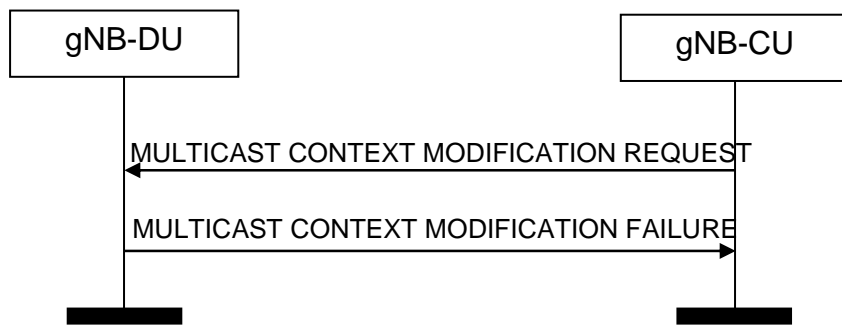 gNB-DU
gNB-CU
MULTICAST CONTEXT MODIFICATION REQUEST
MULTICAST CONTEXT MODIFICATION FAILURE